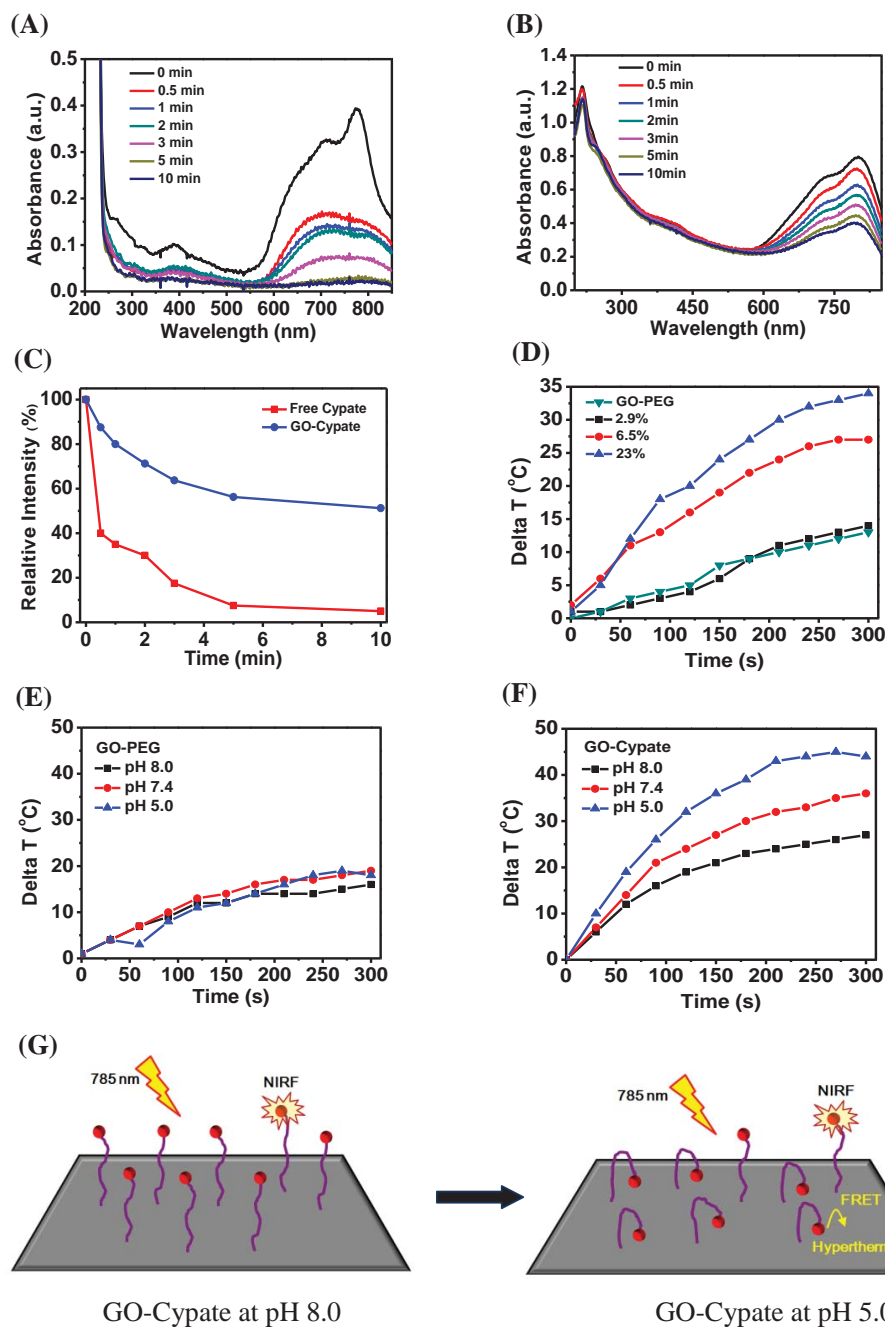 (A)
0.5
0.4
0.3
0.2
0.1
0.0
Absorbance (a.u.)
0 min
0.5 min
1 min
2 min
3 min
5 min
10 min
200 300 400 500 600 700 800
Wavelength (nm)
(B)
1.4
1.2
1.0
0.8
0.6
0.4
0.2
0.0
Absorbance (a.u.)
0 min
0.5 min
1min
2min
3min
5min
10min
300 450 600 750
Wavelength (nm)
(C)
100
80
60
40
20
0
Relaltive Intensity (%)
Free Cypate
GO-Cypate
0 2 4 6 8 10
Time (min)
(D)
35
30
25
20
15
10
5
0
Delta T (°C)
GO-PEG
2.9%
6.5%
23%
0 50 100 150 200 250 300
Time (s)
(E)
50
40
30
20
10
0
Delta T (°C)
GO-PEG
pH 8.0
pH 7.4
pH 5.0
0 50 100 150 200 250 300
Time (s)
(F)
50
40
30
20
10
0
Delta T (°C)
GO-Cypate
pH 8.0
pH 7.4
pH 5.0
0 50 100 150 200 250 300
Time (s)
(G)
785 nm
NIRF
785 nm
NIRF
FRET
Hypertherm
GO-Cypate at pH 8.0
GO-Cypate at pH 5.0